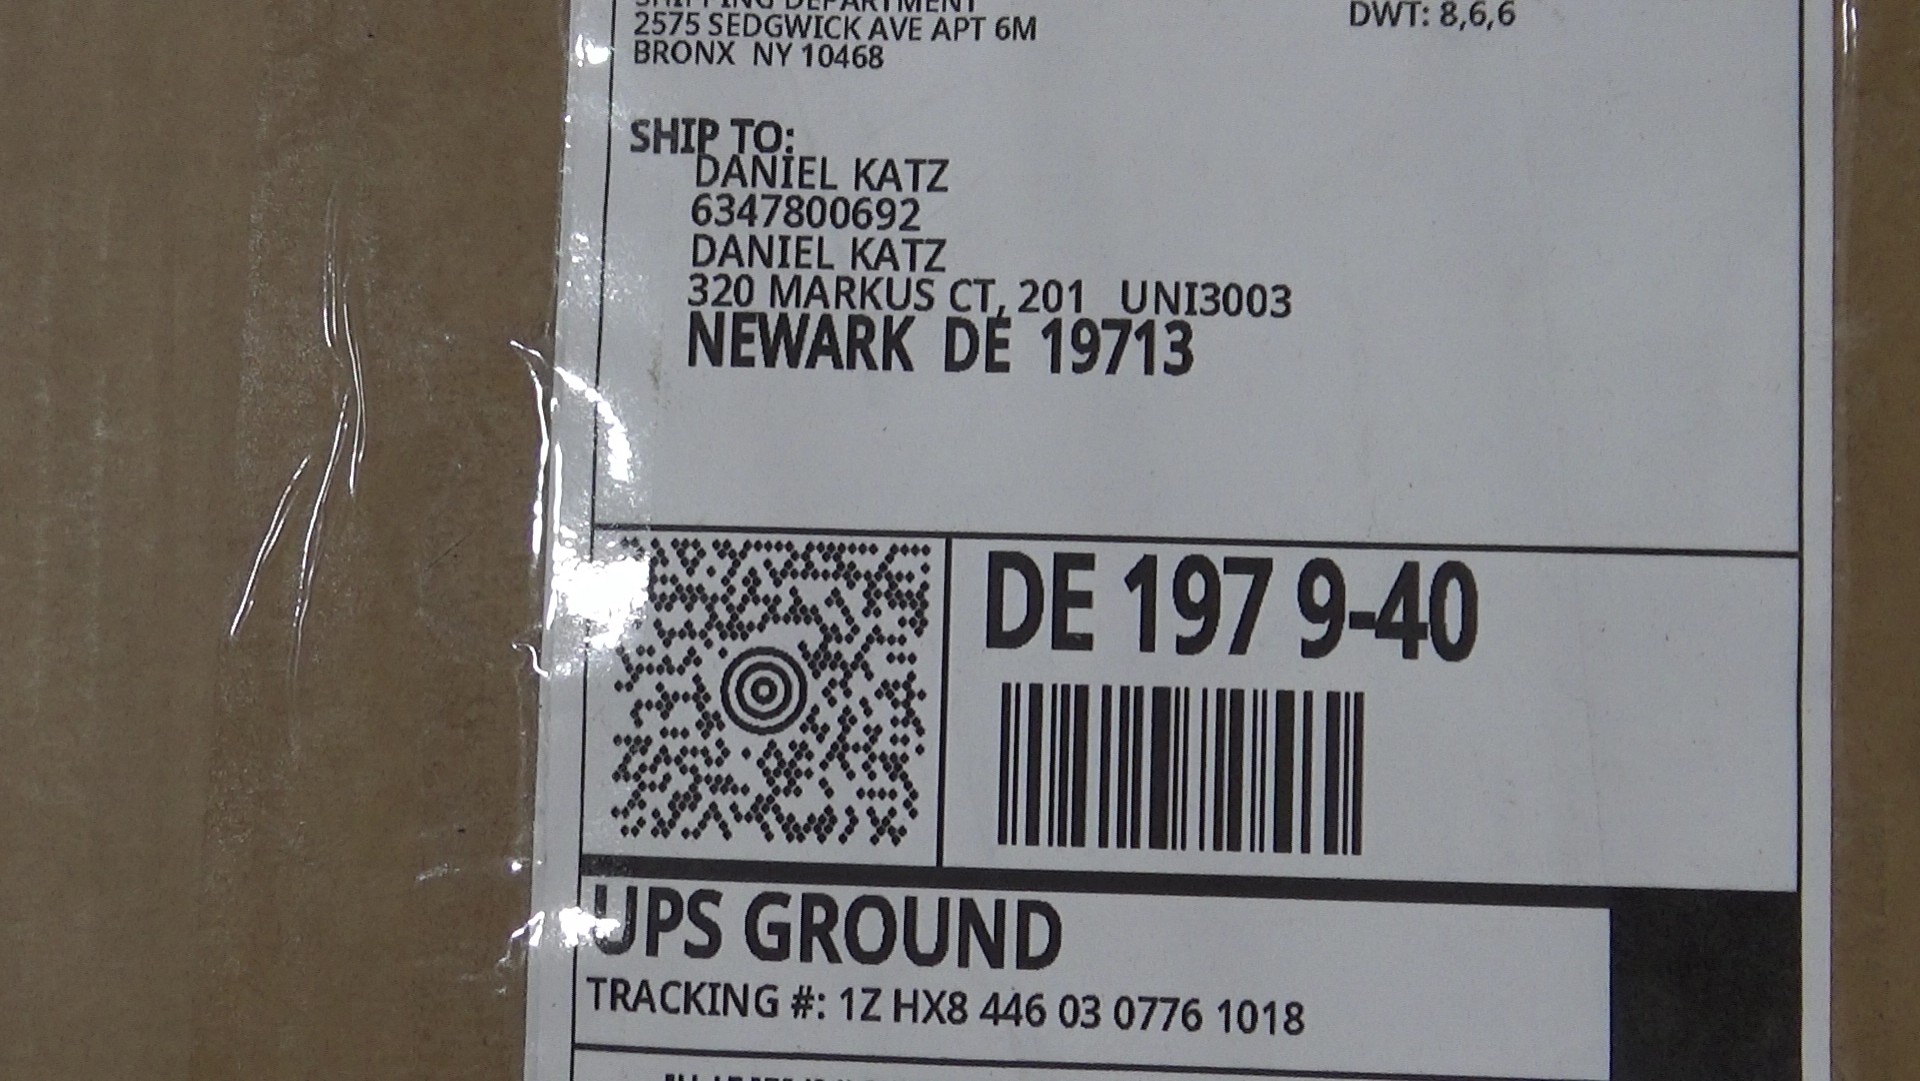 SHIPPING DEPARTMENT
2575 SEDGWICK AVE APT 6M
BRONX NY 10468
DWT: 8,6,6
SHIP TO:
DANIEL KATZ
6347800692
DANIEL KATZ
320 MARKUS CT, 201 UNI3003
NEWARK DE 19713
DE 197 9-40
UPS GROUND
TRACKING #: 1Z HX8 446 03 0776 1018